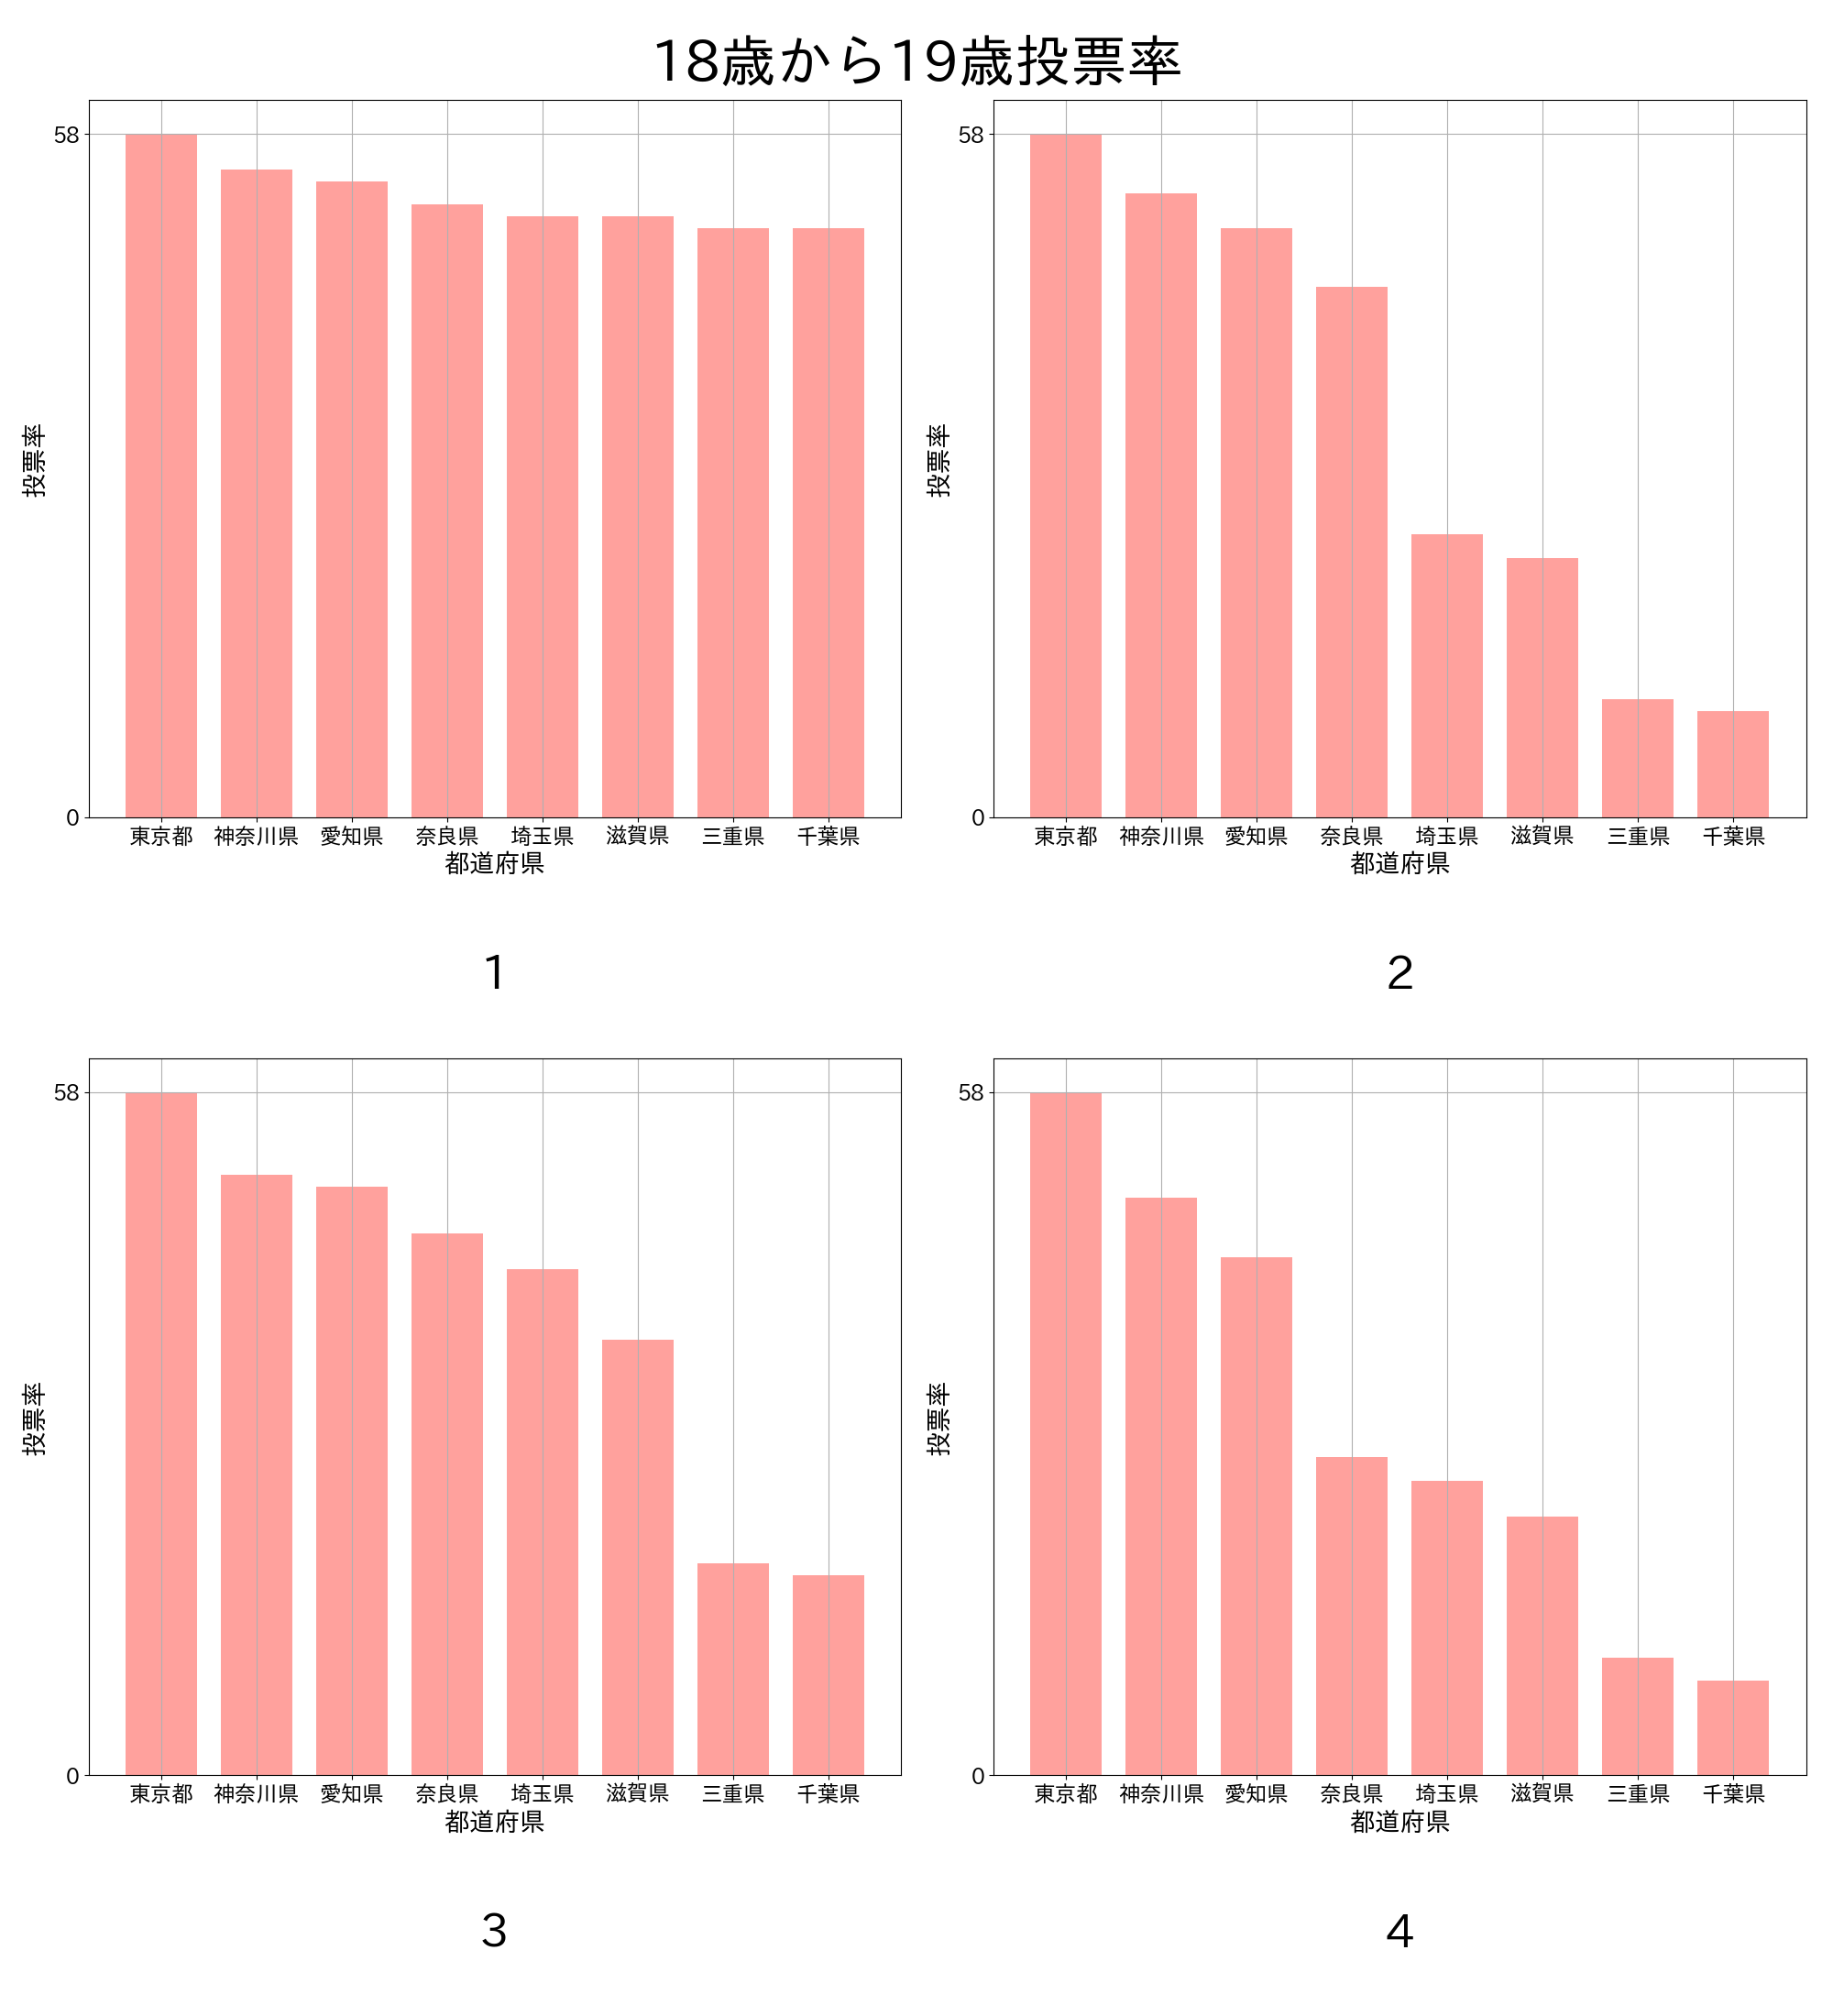 18歳から19歳投票率
58
0
投票率
東京都 神奈川県 愛知県 奈良県 埼玉県 滋賀県 三重県 千葉県
都道府県
1
58
0
投票率
東京都 神奈川県 愛知県 奈良県 埼玉県 滋賀県 三重県 千葉県
都道府県
2
58
0
投票率
東京都 神奈川県 愛知県 奈良県 埼玉県 滋賀県 三重県 千葉県
都道府県
3
58
0
投票率
東京都 神奈川県 愛知県 奈良県 埼玉県 滋賀県 三重県 千葉県
都道府県
4